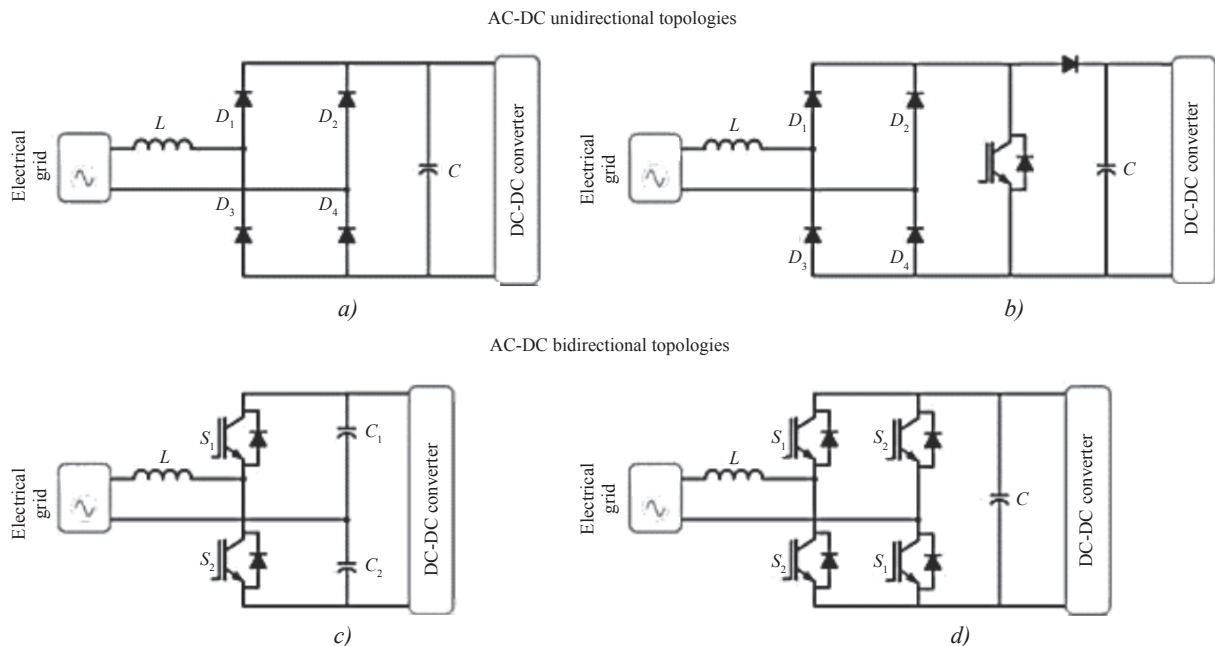 AC-DC unidirectional topologies
Electrical
grid
L
D1
D2
D3
D4
C
DC-DC converter
a)
Electrical
grid
L
D1
D2
D3
D4
C
DC-DC converter
b)
AC-DC bidirectional topologies
Electrical
grid
L
S1
S2
C1
C2
DC-DC converter
c)
Electrical
grid
L
S1
S2
S2
S1
C
DC-DC converter
d)